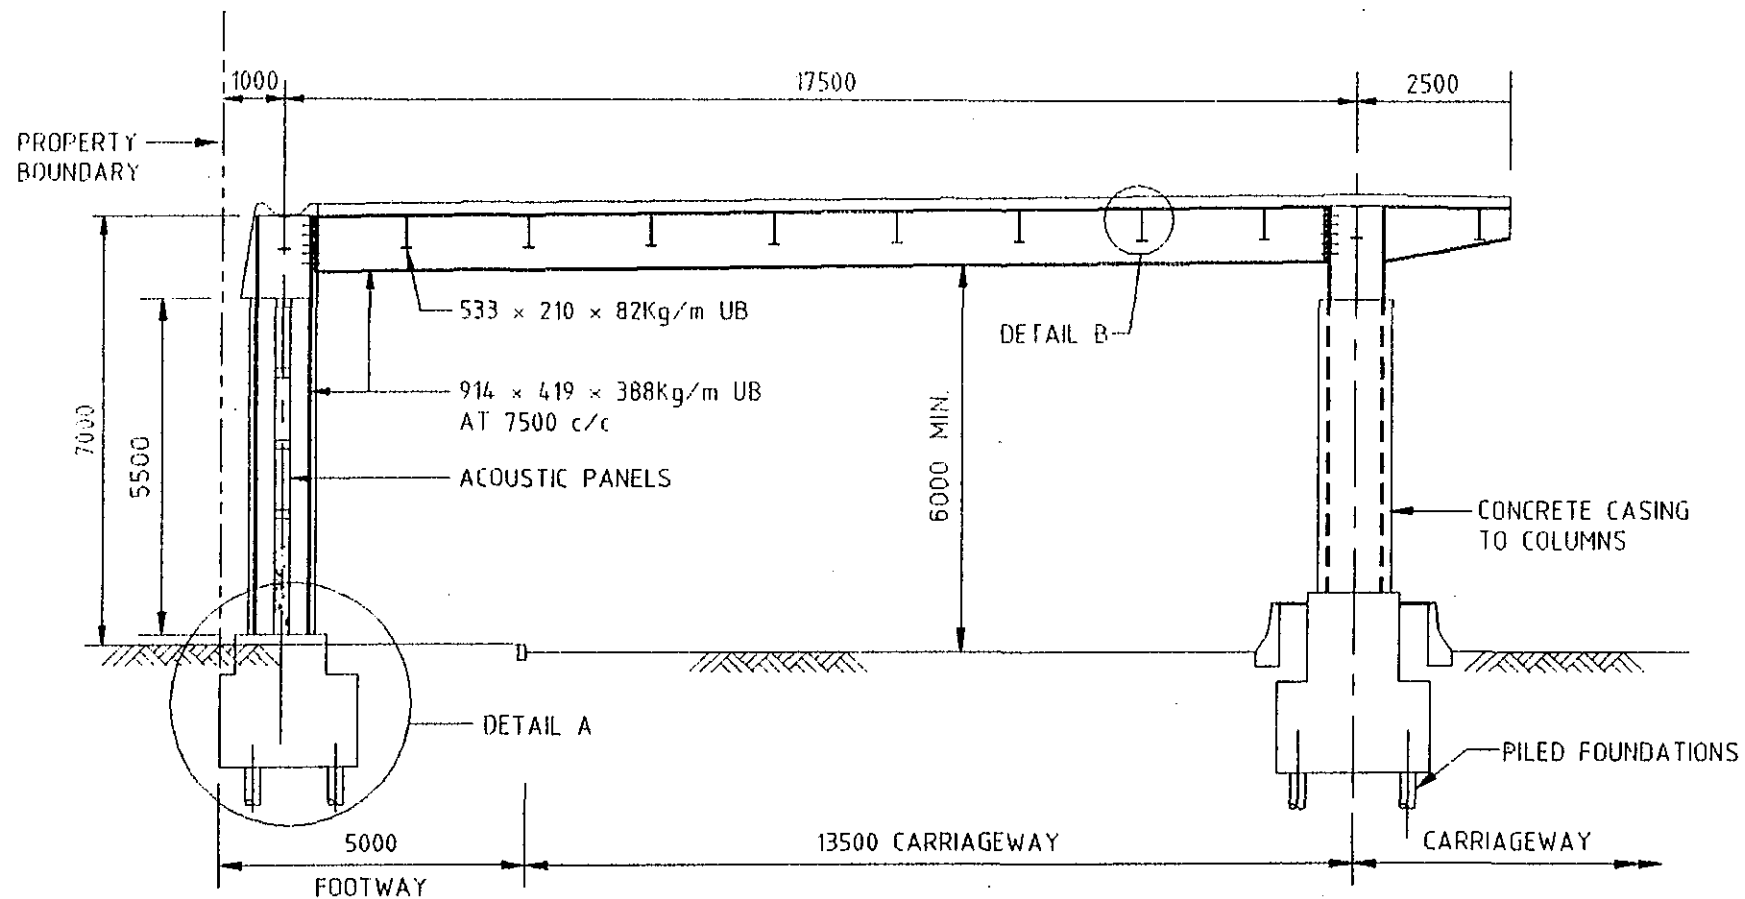 1000
17500
2500
PROPERTY
BOUNDARY
533 × 210 × 82Kg/m UB
DETAIL B
914 × 419 × 388Kg/m UB
AT 7500 c/c
7000
5500
6000 MIN.
ACOUSTIC PANELS
CONCRETE CASING
TO COLUMNS
DETAIL A
PILED FOUNDATIONS
5000
13500 CARRIAGEWAY
CARRIAGEWAY
FOOTWAY